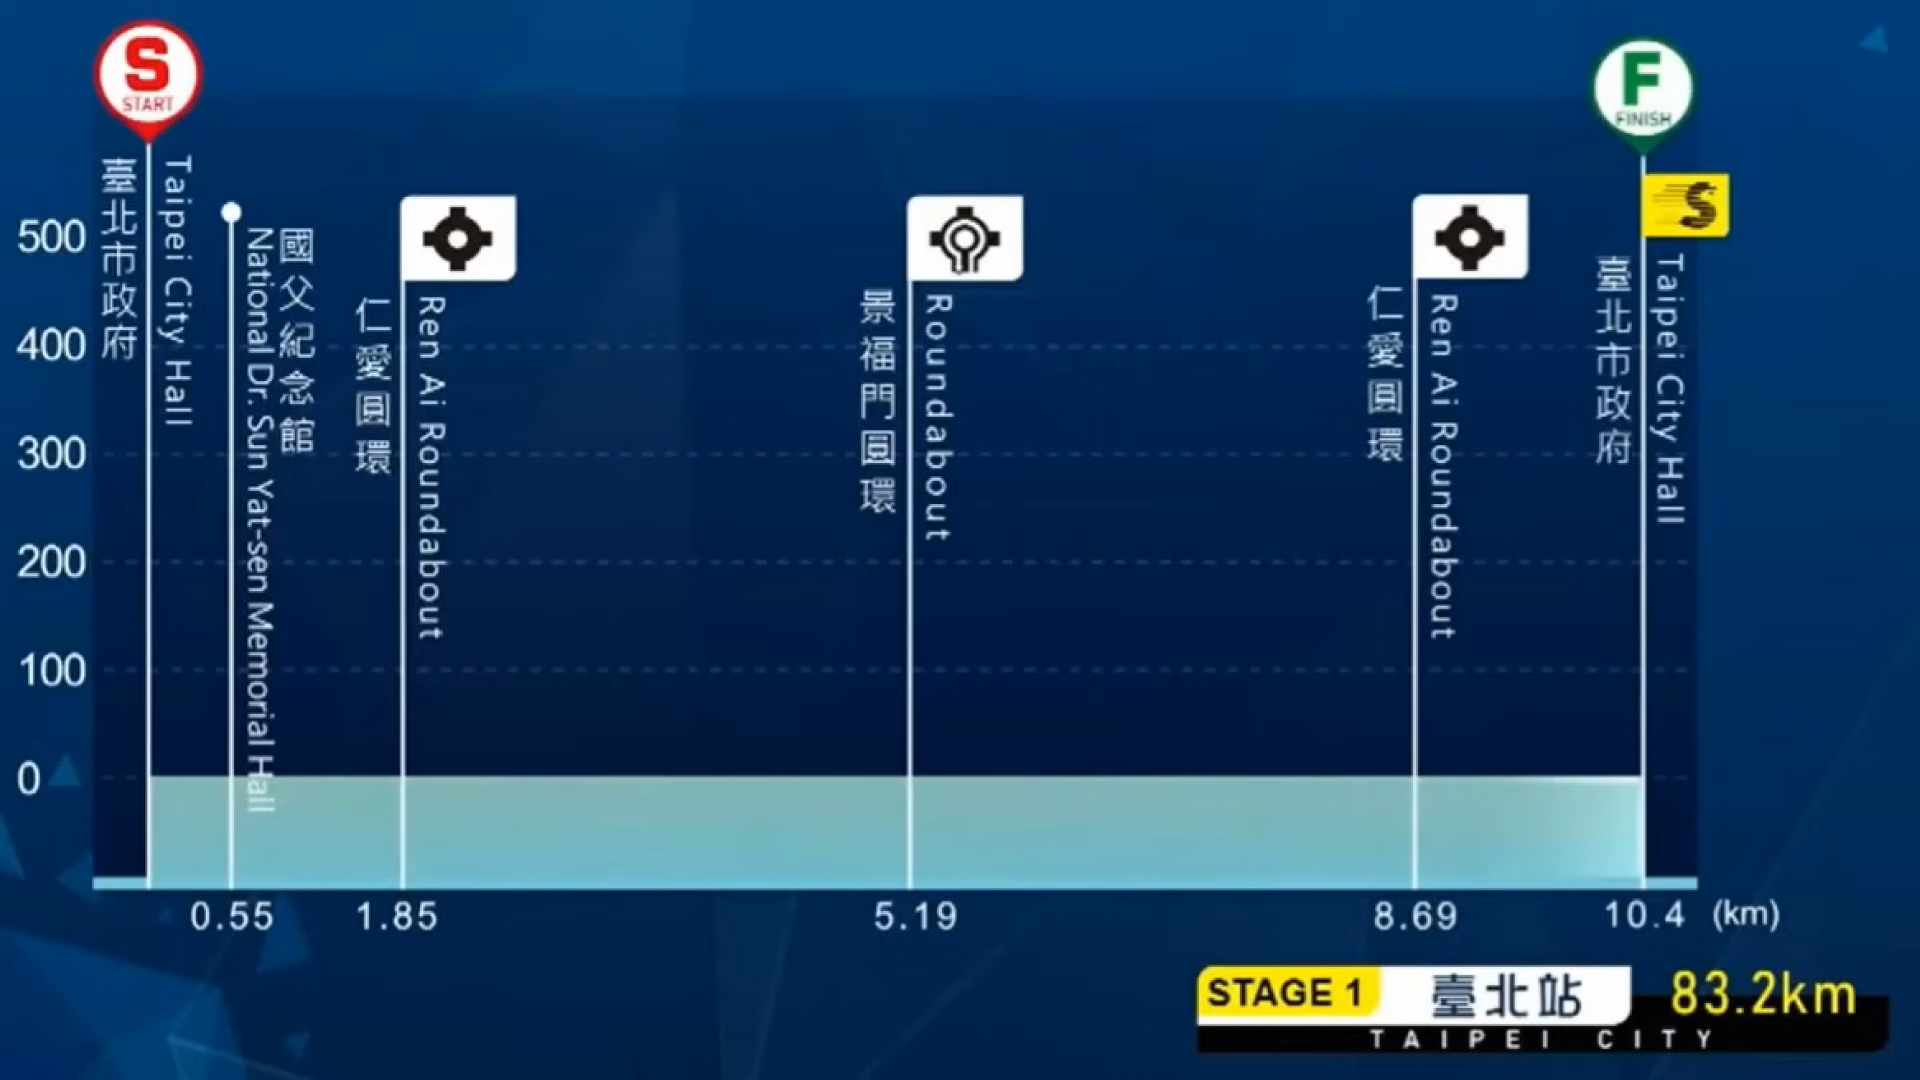 S
START
F
FINISH
S
臺北市政府
Taipei City Hall
國父紀念館
National Dr. Sun Yat-sen Memorial Hall
仁愛圓環
Ren Ai Roundabout
景福門圓環
Roundabout
仁愛圓環
Ren Ai Roundabout
臺北市政府
Taipei City Hall
500
400
300
200
100
0
0.55
1.85
5.19
8.69
10.4
(km)
STAGE 1
臺北站
83.2km
TAIPEI CITY